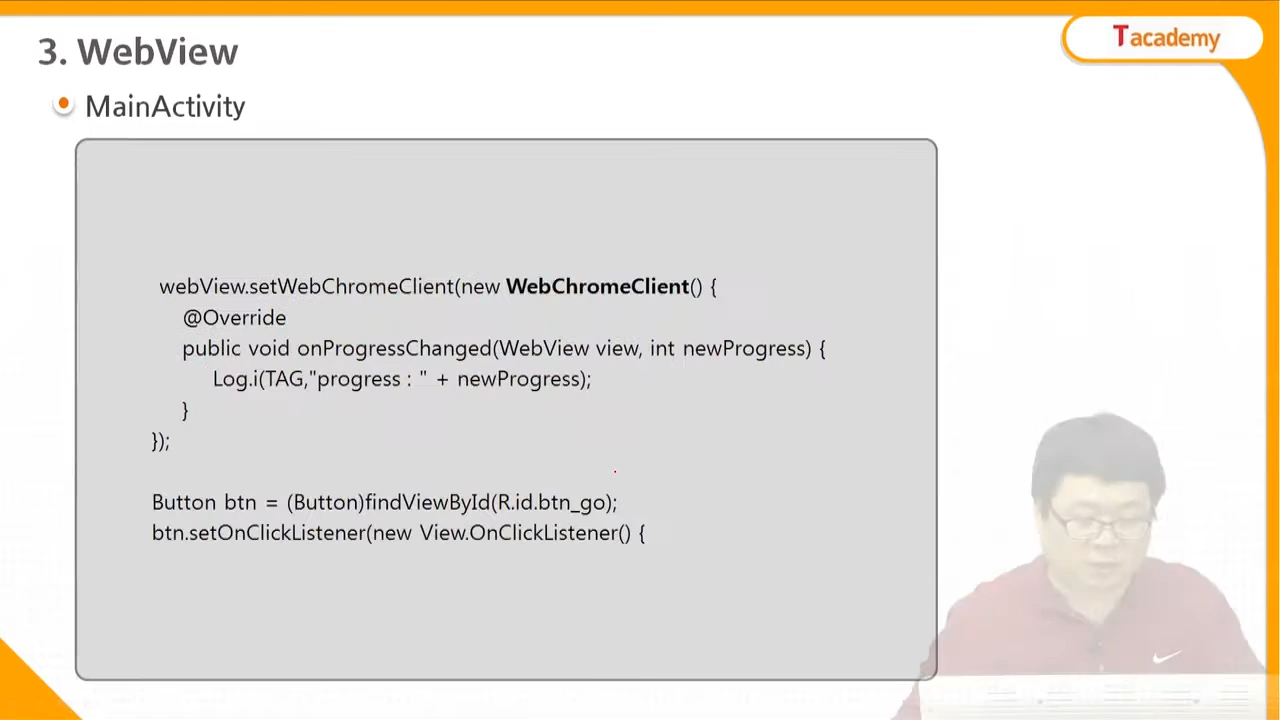 3. WebView
Tacademy
MainActivity
webView.setWebChromeClient(new WebChromeClient() {
@Override
public void onProgressChanged(WebView view, int newProgress) {
Log.i(TAG,"progress : " + newProgress);
}
});
Button btn = (Button)findViewById(R.id.btn_go);
btn.setOnClickListener(new View.OnClickListener() {